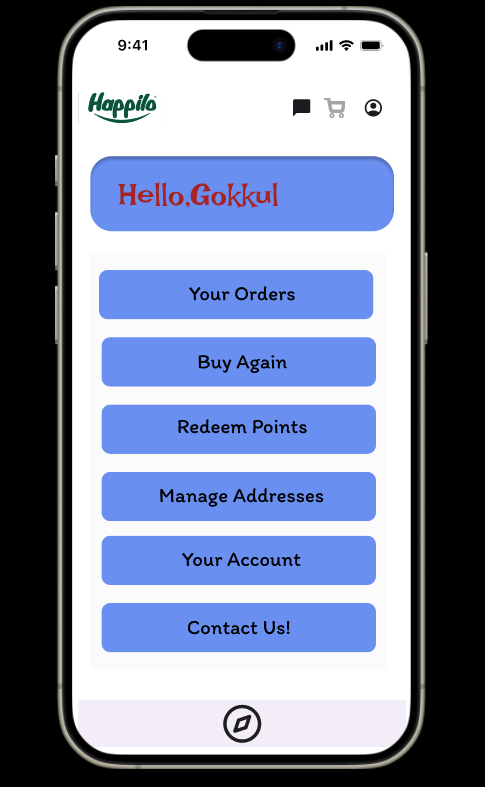 9:41
Happilo
Hello,Gokkul
Your Orders
Buy Again
Redeem Points
Manage Addresses
Your Account
Contact Us!